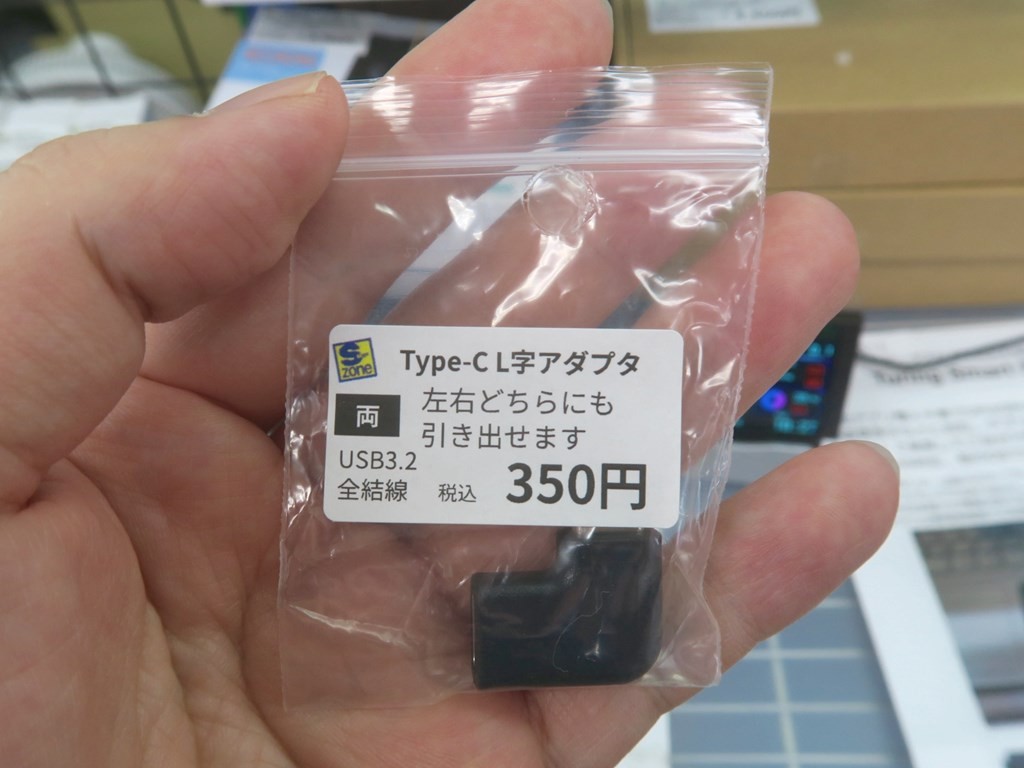 S-zone
Type-C L字アダプタ
両
左右どちらにも
引き出せます
USB3.2
全結線
税込
350円